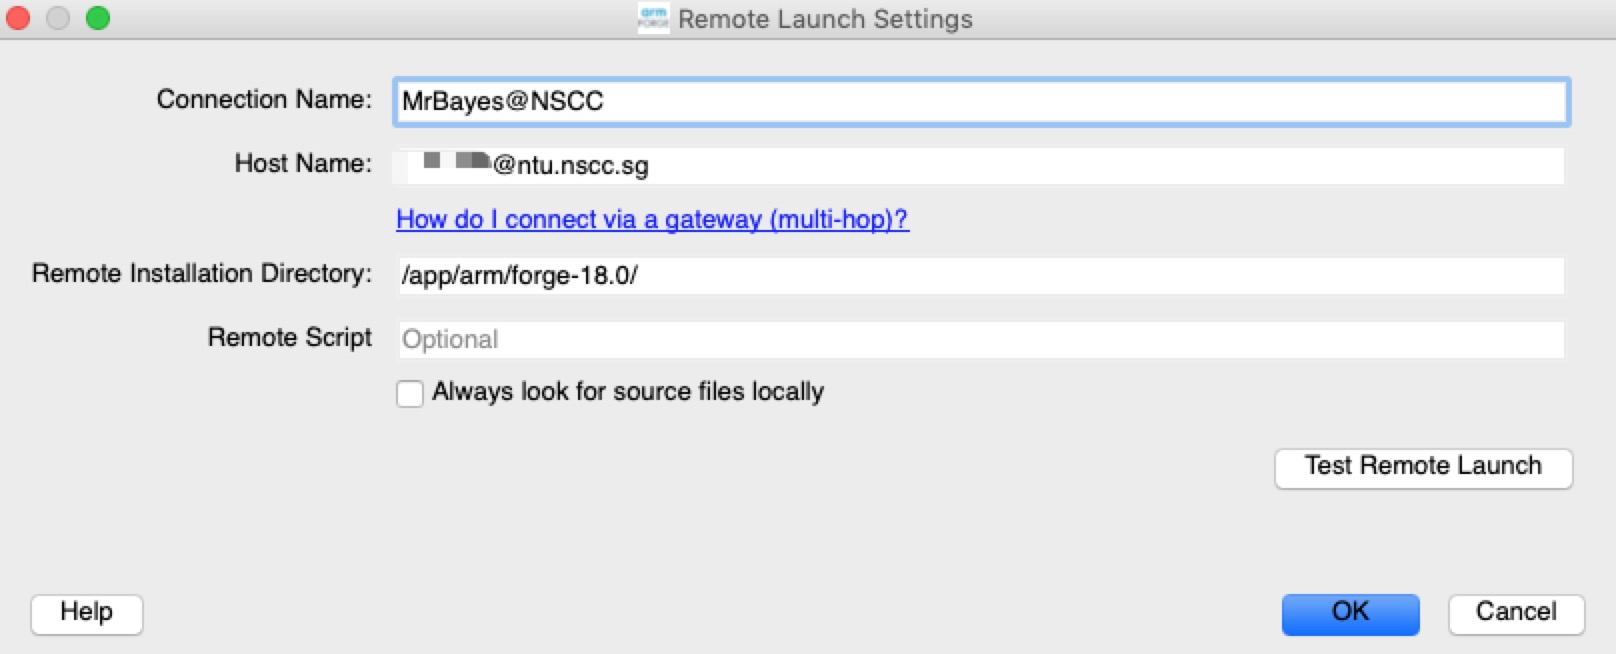 arm FORGE Remote Launch Settings
Connection Name: MrBayes@NSCC
Host Name: @ntu.nscc.sg
How do I connect via a gateway (multi-hop)?
Remote Installation Directory: /app/arm/forge-18.0/
Remote Script Optional
Always look for source files locally
Test Remote Launch
Help OK Cancel